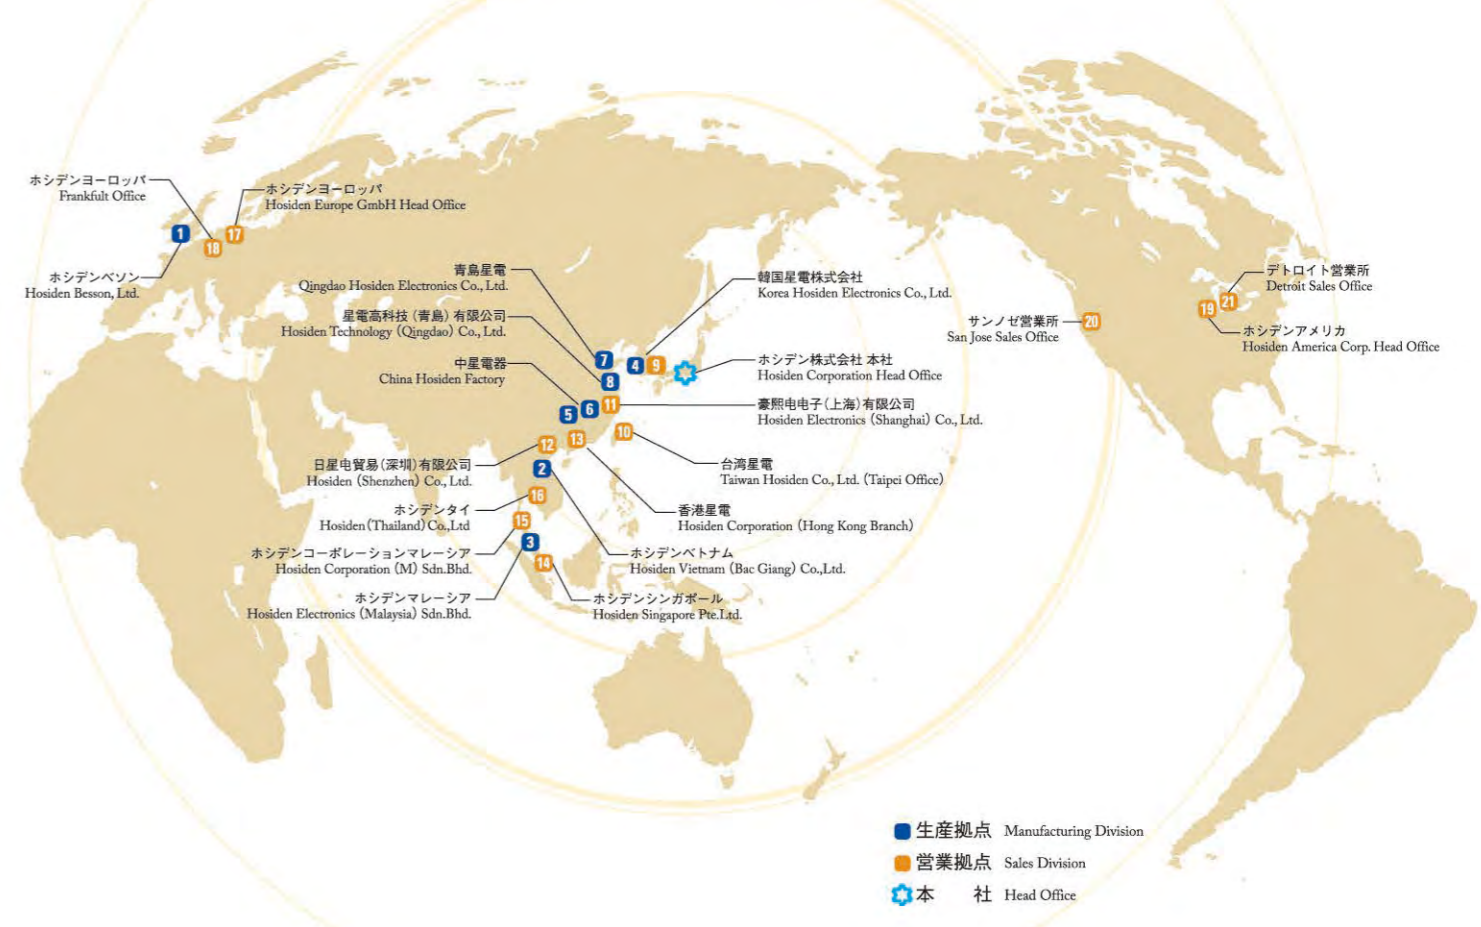 ホシデンヨーロッパ
Frankfult Office
ホシデンヨーロッパ
Hosiden Europe GmbH Head Office
1
18
17
ホシデンベソン
Hosiden Besson, Ltd.
青島星電
Qingdao Hosiden Electronics Co., Ltd.
星電高科技（青島）有限公司
Hosiden Technology (Qingdao) Co., Ltd.
中星電器
China Hosiden Factory
韓国星電株式会社
Korea Hosiden Electronics Co., Ltd.
ホシデン株式会社 本社
Hosiden Corporation Head Office
豪熙电电子（上海）有限公司
Hosiden Electronics (Shanghai) Co., Ltd.
7
4
9
8
5
6
11
12
13
10
2
16
15
3
14
日星电貿易（深圳）有限公司
Hosiden (Shenzhen) Co., Ltd.
ホシデンタイ
Hosiden (Thailand) Co.,Ltd
ホシデンコーポレーションマレーシア
Hosiden Corporation (M) Sdn.Bhd.
ホシデンマレーシア
Hosiden Electronics (Malaysia) Sdn.Bhd.
台湾星電
Taiwan Hosiden Co., Ltd. (Taipei Office)
香港星電
Hosiden Corporation (Hong Kong Branch)
ホシデンベトナム
Hosiden Vietnam (Bac Giang) Co.,Ltd.
ホシデンシンガポール
Hosiden Singapore Pte.Ltd.
デトロイト営業所
Detroit Sales Office
サンノゼ営業所
San Jose Sales Office
20
19
21
ホシデンアメリカ
Hosiden America Corp. Head Office
生産拠点 Manufacturing Division
営業拠点 Sales Division
本 社 Head Office